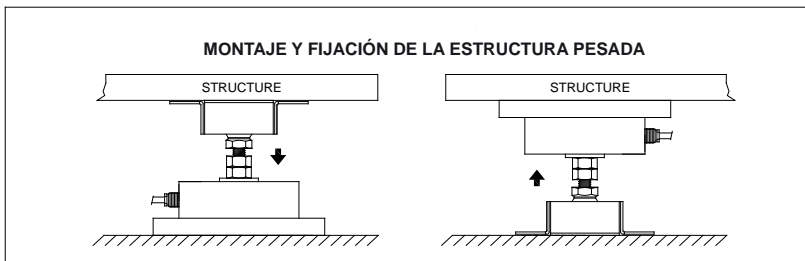 MONTAJE Y FIJACIÓN DE LA ESTRUCTURA PESADA
STRUCTURE
STRUCTURE